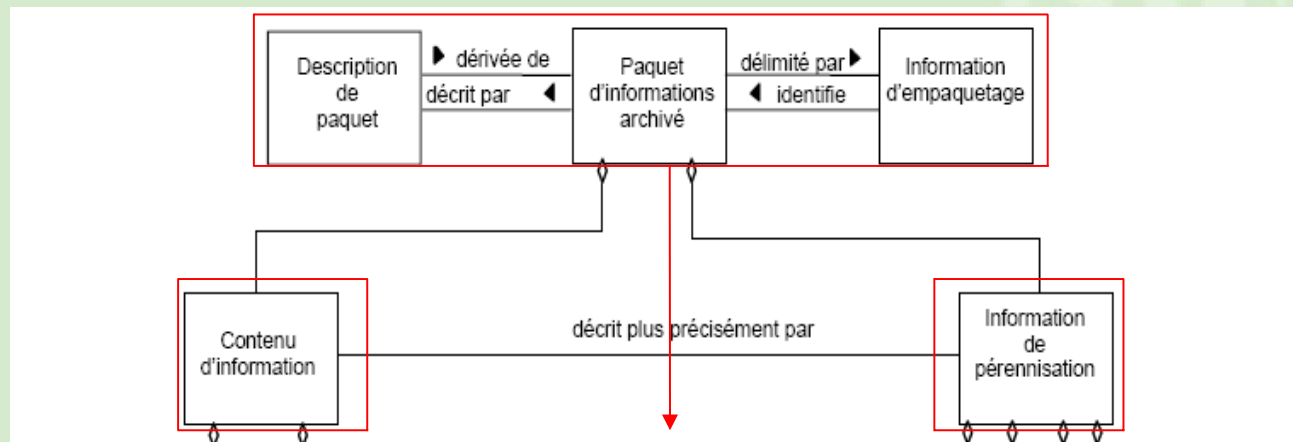 Description
de
paquet
dérivée de
décrit par
Paquet
d'informations
archivé
délimité par
identifie
Information
d'empaquetage
Contenu
d'information
décrit plus précisément par
Information
de
pérennisation